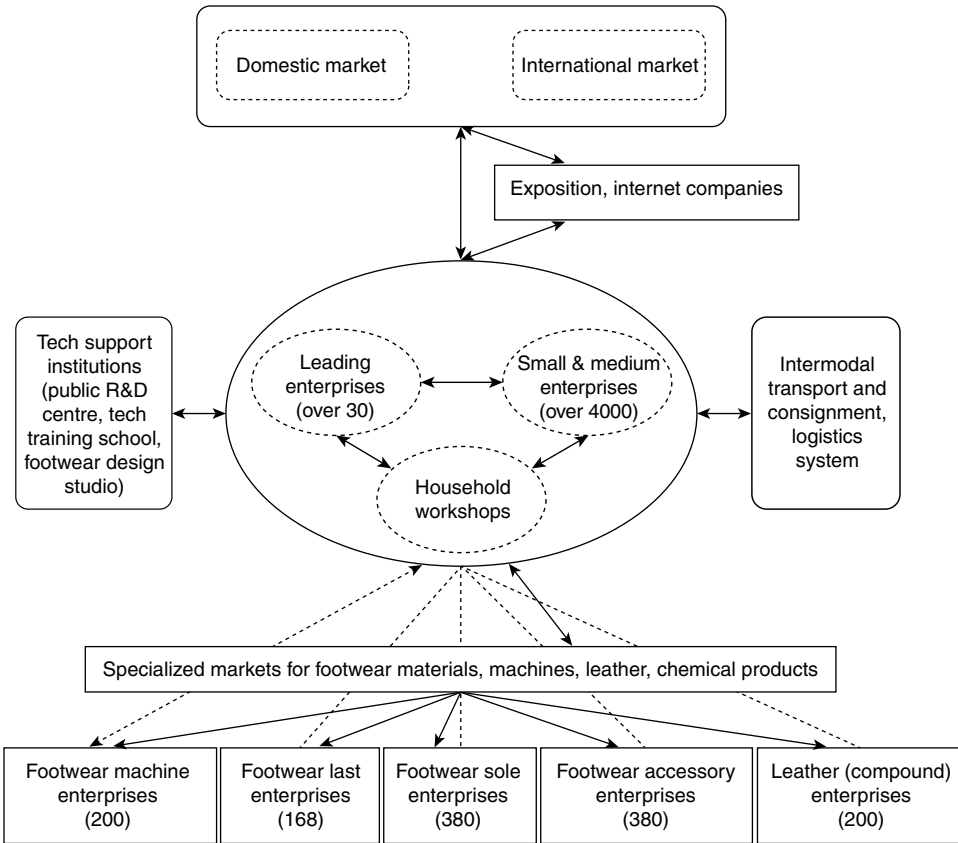 Domestic market
International market
Exposition, internet companies
Tech support
institutions
(public R&D
centre, tech
training school,
footwear design
studio)
Leading
enterprises
(over 30)
Small & medium
enterprises
(over 4000)
Household
workshops
Intermodal
transport and
consignment,
logistics
system
Specialized markets for footwear materials, machines, leather, chemical products
Footwear machine
enterprises
(200)
Footwear last
enterprises
(168)
Footwear sole
enterprises
(380)
Footwear accessory
enterprises
(380)
Leather (compound)
enterprises
(200)